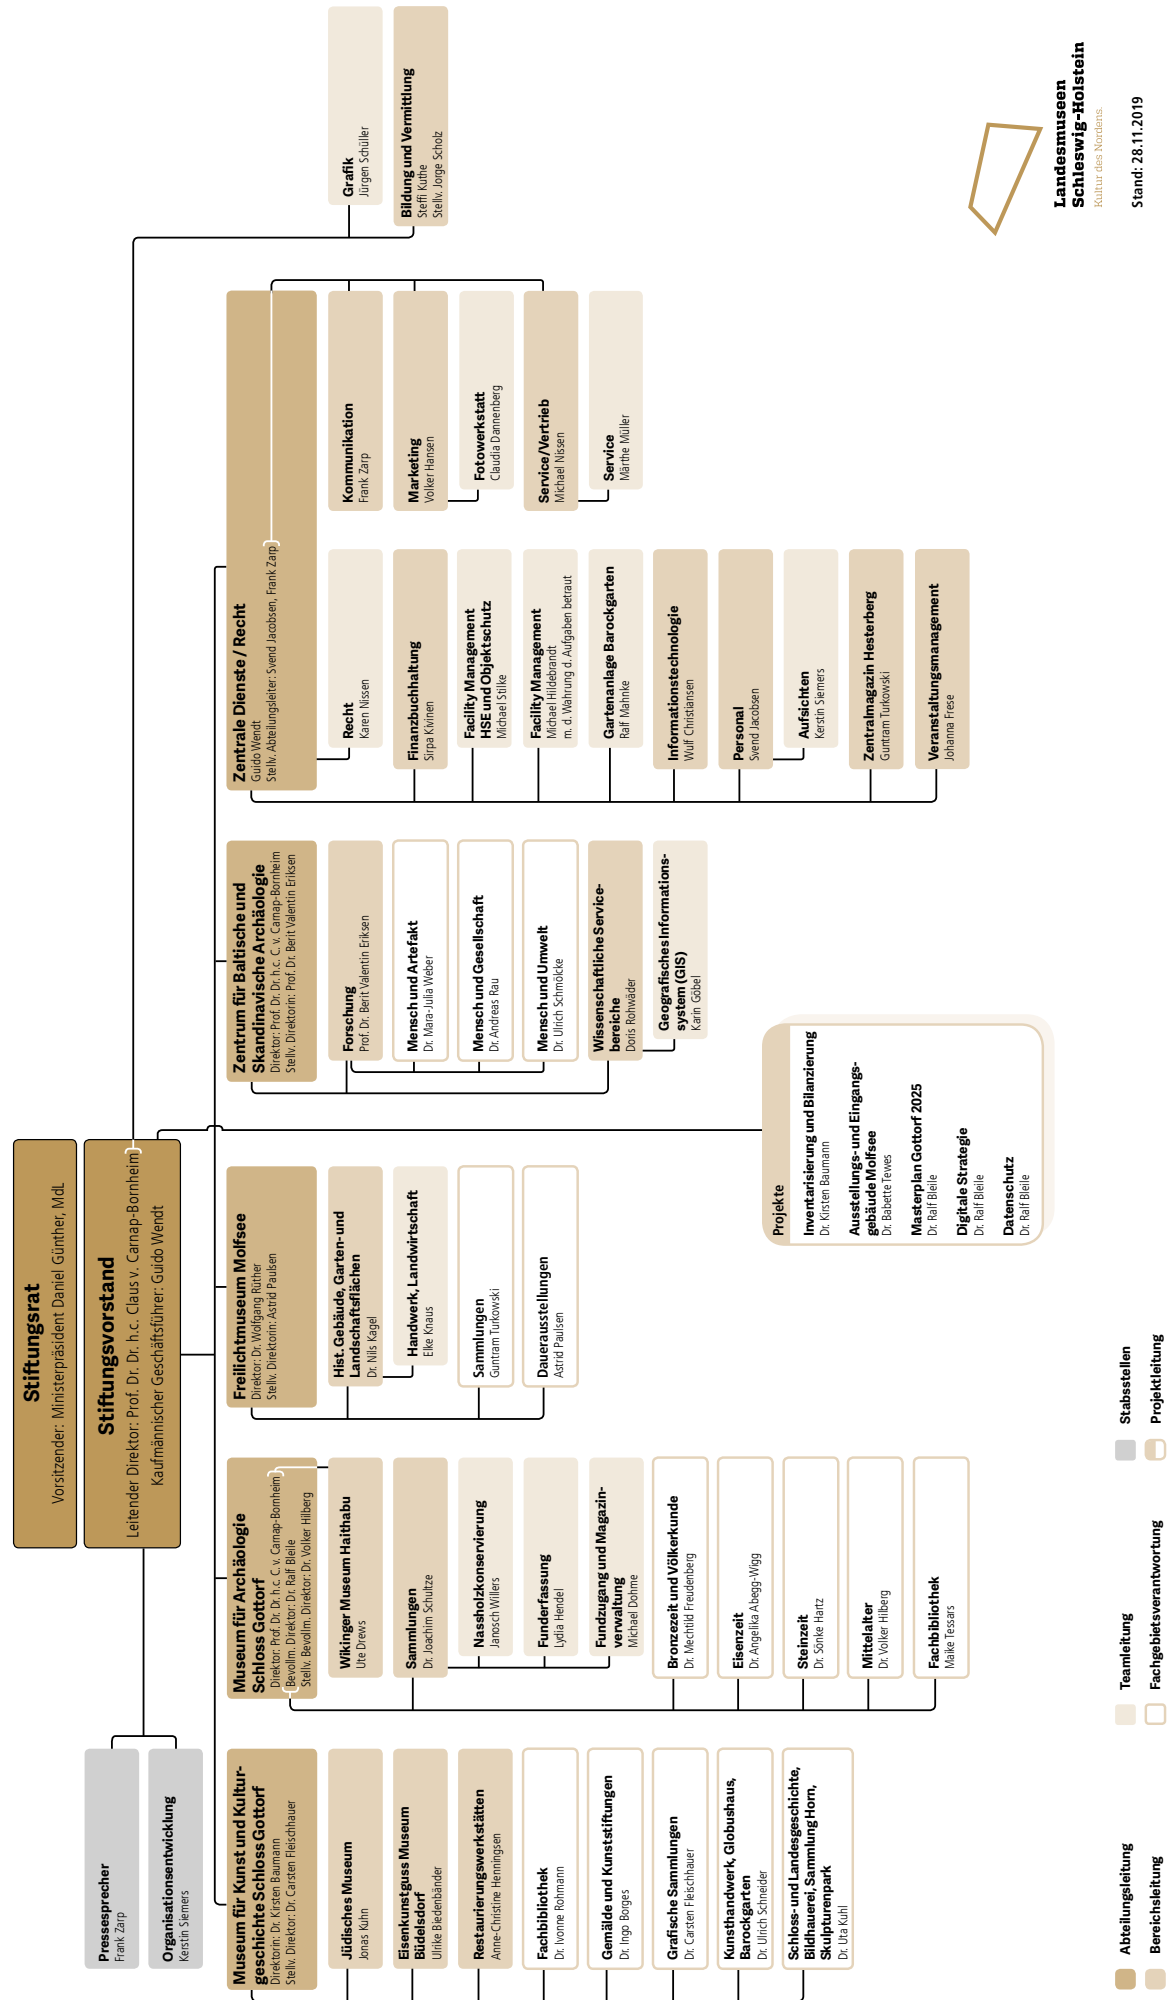 Stiftungsrat
Vorsitzender: Ministerpräsident Daniel Günther, MdL
Stiftungsvorstand
Leitender Direktor: Prof. Dr. Dr. h.c. Claus v. Carnap-Bornheim
Kaufmännischer Geschäftsführer: Guido Wendt
Pressesprecher
Frank Zarp
Organisationsentwicklung
Kerstin Siemers
Museum für Kunst und Kultur-
geschichte Schloss Gottorf
Direktorin: Dr. Kirsten Baumann
Stellv. Direktor: Dr. Carsten Fleischhauer
Jüdisches Museum
Jonas Kuhn
Eisenkunstguss Museum
Büdelsdorf
Ulrike Biedenbänder
Restaurierungswerkstätten
Anne-Christine Henningsen
Fachbibliothek
Dr. Ivonne Rohmann
Gemälde und Kunststiftungen
Dr. Ingo Borges
Grafische Sammlungen
Dr. Carsten Fleischhauer
Kunsthandwerk, Globushaus,
Barockgarten
Dr. Ulrich Schneider
Schloss- und Landesgeschichte,
Bildhauerei, Sammlung Horn,
Skulpturenpark
Dr. Uta Kuhl
Museum für Archäologie
Schloss Gottorf
Direktor: Prof. Dr. Dr. h.c. C. v. Carnap-Bornheim
Bevollm. Direktor: Dr. Ralf Bleile
Stellv. Bevollm. Direktor: Dr. Volker Hilberg
Wikinger Museum Haithabu
Ute Drews
Sammlungen
Dr. Joachim Schultze
Nassholzkonservierung
Janosch Willers
Funderfassung
Lydia Hendel
Fundzugang und Magazin-
verwaltung
Michael Dohme
Bronzezeit und Völkerkunde
Dr. Mechtild Freudenberg
Eisenzeit
Dr. Angelika Abegg-Wigg
Steinzeit
Dr. Sönke Hartz
Mittelalter
Dr. Volker Hilberg
Fachbibliothek
Maike Tessars
Freilichtmuseum Molfsee
Direktor: Dr. Wolfgang Rüther
Stellv. Direktorin: Astrid Paulsen
Hist. Gebäude, Garten- und
Landschaftsflächen
Dr. Nils Kagel
Handwerk, Landwirtschaft
Elke Knaus
Sammlungen
Guntram Turkowski
Dauerausstellungen
Astrid Paulsen
Zentrum für Baltische und
Skandinavische Archäologie
Direktor: Prof. Dr. Dr. h.c. C. v. Carnap-Bornheim
Stellv. Direktorin: Prof. Dr. Berit Valentin Eriksen
Forschung
Prof. Dr. Berit Valentin Eriksen
Mensch und Artefakt
Dr. Mara-Julia Weber
Mensch und Gesellschaft
Dr. Andreas Rau
Mensch und Umwelt
Dr. Ulrich Schmölcke
Wissenschaftliche Service-
bereiche
Doris Rohwäder
Geografisches Informations-
system (GIS)
Karin Göbel
Projekte
Inventarisierung und Bilanzierung
Dr. Kirsten Baumann
Ausstellungs- und Eingangs-
gebäude Molfsee
Dr. Babette Tewes
Masterplan Gottorf 2025
Dr. Ralf Bleile
Digitale Strategie
Dr. Ralf Bleile
Datenschutz
Dr. Ralf Bleile
Zentrale Dienste / Recht
Guido Wendt
Stellv. Abteilungsleiter: Svend Jacobsen, Frank Zarp
Recht
Karen Nissen
Finanzbuchhaltung
Sirpa Kivinen
Facility Management
HSE und Objektschutz
Michael Stilke
Facility Management
Michael Hildebrandt
m. d. Wahrung d. Aufgaben betraut
Gartenanlage Barockgarten
Ralf Mahnke
Informationstechnologie
Wulf Christiansen
Personal
Svend Jacobsen
Aufsichten
Kerstin Siemers
Zentralmagazin Hesterberg
Guntram Turkowski
Veranstaltungsmanagement
Johanna Frese
Kommunikation
Frank Zarp
Marketing
Volker Hansen
Fotowerkstatt
Claudia Dannenberg
Service/Vertrieb
Michael Nissen
Service
Märthe Müller
Grafik
Jürgen Schüller
Bildung und Vermittlung
Steffi Kuthe
Stellv. Jorge Scholz
Abteilungsleitung
Bereichsleitung
Teamleitung
Fachgebietsverantwortung
Stabsstellen
Projektleitung
Landesmuseen
Schleswig-Holstein
Kultur des Nordens.
Stand: 28.11.2019